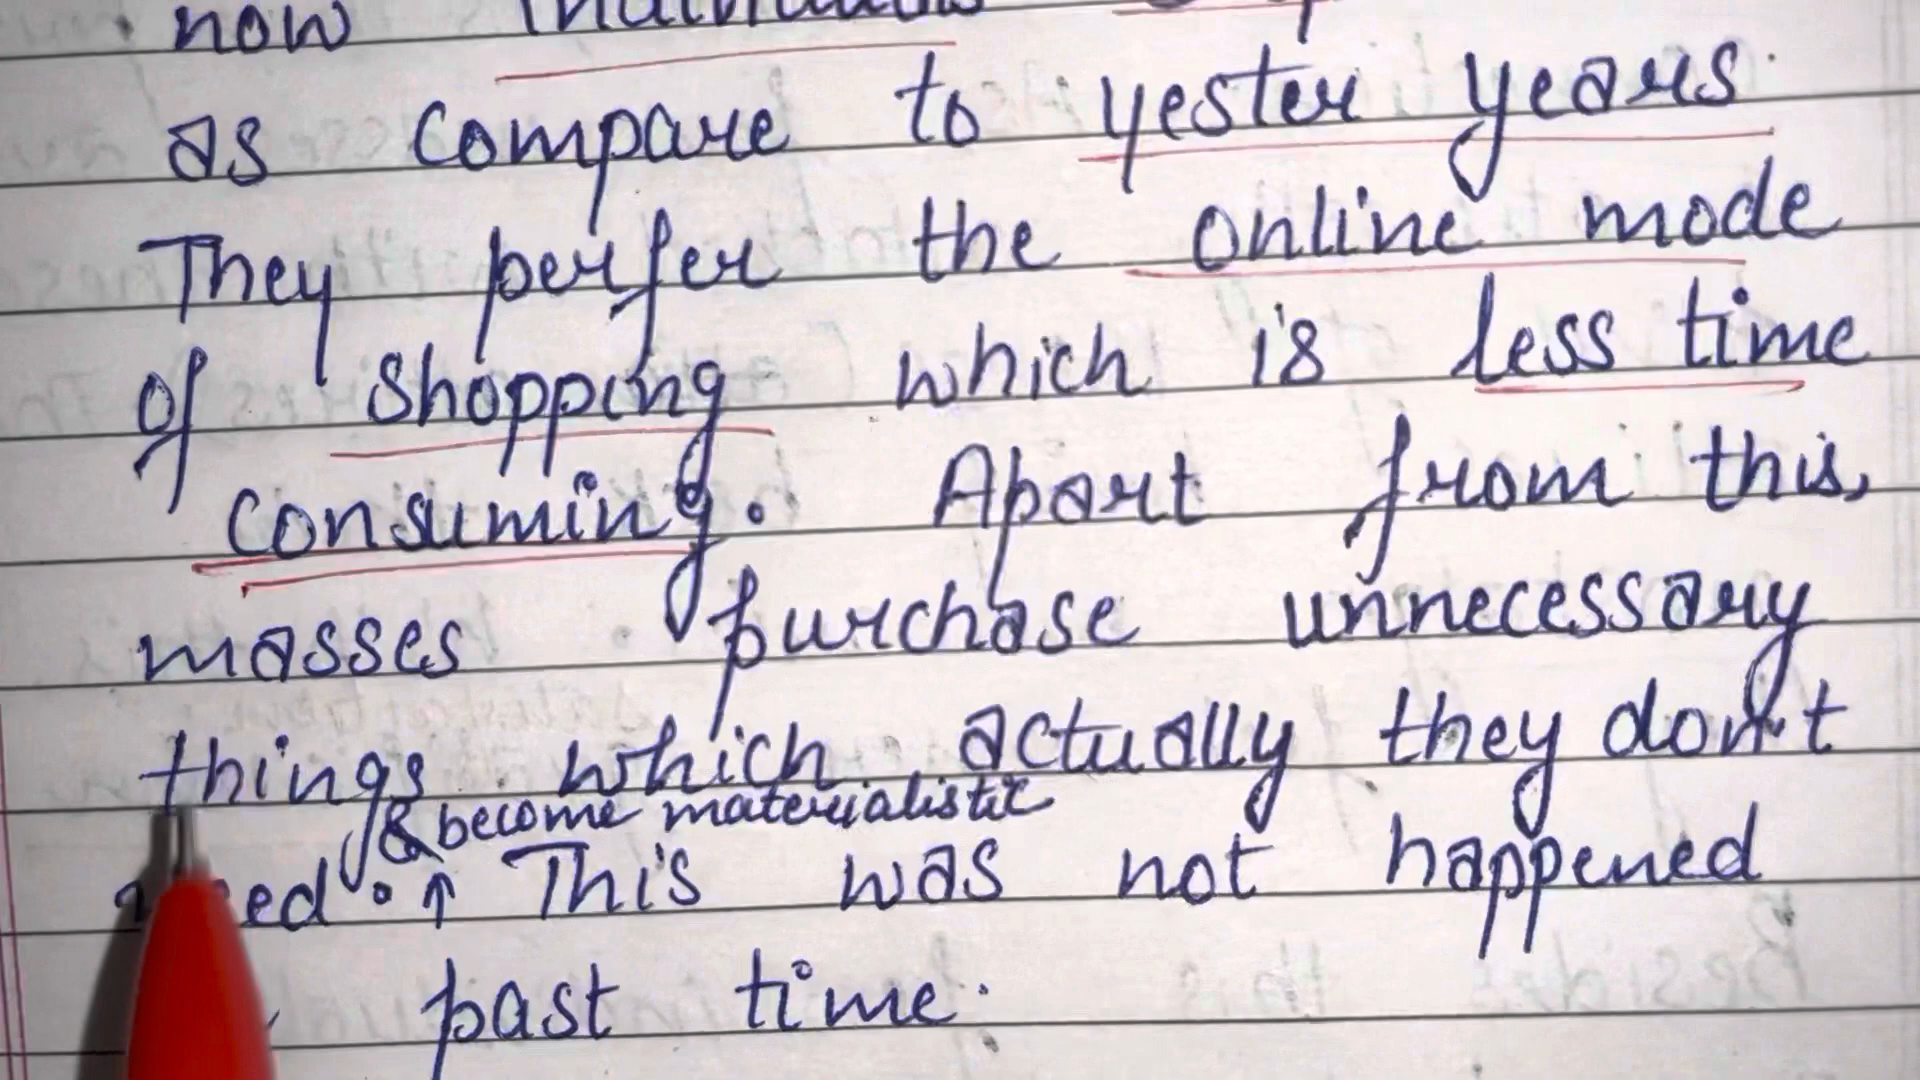 now
as compare to yester years.
They perfer the online mode
of shopping which is less time
consuming. Apart from this,
masses purchase unnecessary
things which actually they don't
& become materialistic
This was not happened
past time.